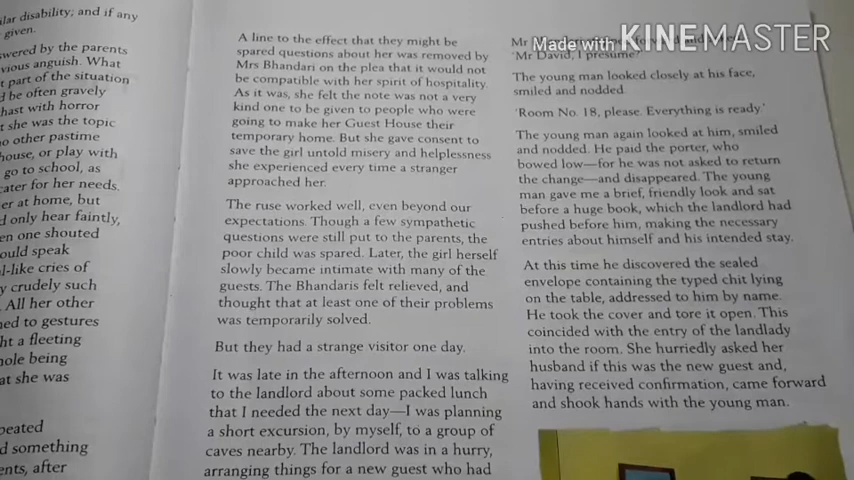 ular disability; and if any
given.
swered by the parents
vious anguish. What
t part of the situation
d be often gravely
hast with horror
t she was the topic
no other pastime
house, or play with
go to school, as
cater for her needs.
er at home, but
d only hear faintly,
en one shouted
ould speak
l-like cries of
y crudely such
All her other
ned to gestures
ht a fleeting
hole being
at she was
peated
d something
ents, after
A line to the effect that they might be
spared questions about her was removed by
Mrs Bhandari on the plea that it would not
be compatible with her spirit of hospitality.
As it was, she felt the note was not a very
kind one to be given to people who were
going to make her Guest House their
temporary home. But she gave consent to
save the girl untold misery and helplessness
she experienced every time a stranger
approached her.
The ruse worked well, even beyond our
expectations. Though a few sympathetic
questions were still put to the parents, the
poor child was spared. Later, the girl herself
slowly became intimate with many of the
guests. The Bhandaris felt relieved, and
thought that at least one of their problems
was temporarily solved.
But they had a strange visitor one day.
It was late in the afternoon and I was talking
to the landlord about some packed lunch
that I needed the next day—I was planning
a short excursion, by myself, to a group of
caves nearby. The landlord was in a hurry,
arranging things for a new guest who had
Made with KINEMASTER
Mr
'Mr David, I presume?'
The young man looked closely at his face,
smiled and nodded.
'Room No. 18, please. Everything is ready.'
The young man again looked at him, smiled
and nodded. He paid the porter, who
bowed low—for he was not asked to return
the change—and disappeared. The young
man gave me a brief, friendly look and sat
before a huge book, which the landlord had
pushed before him, making the necessary
entries about himself and his intended stay.
At this time he discovered the sealed
envelope containing the typed chit lying
on the table, addressed to him by name.
He took the cover and tore it open. This
coincided with the entry of the landlady
into the room. She hurriedly asked her
husband if this was the new guest and,
having received confirmation, came forward
and shook hands with the young man.